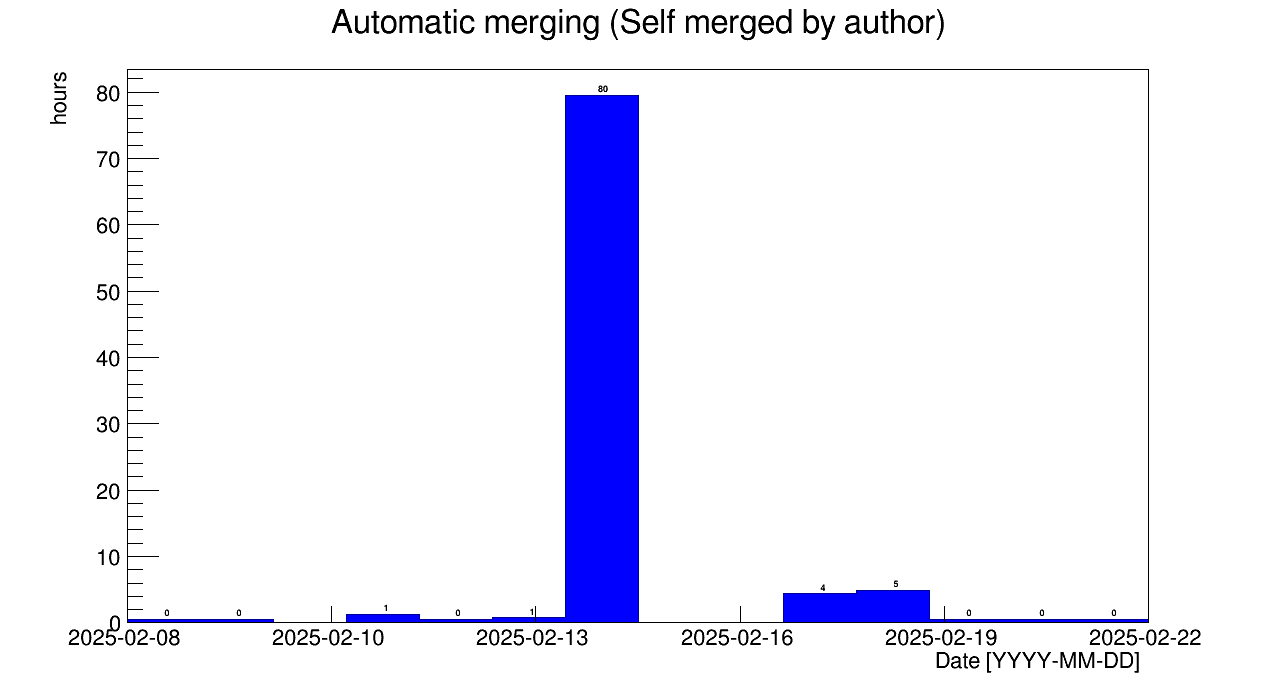 Automatic merging (Self merged by author)
hours
80
70
60
50
40
30
20
10
0
0 0 1 0 1 80 4 5 0 0 0
2025-02-08 2025-02-10 2025-02-13 2025-02-16 2025-02-19 2025-02-22
Date [YYYY-MM-DD]